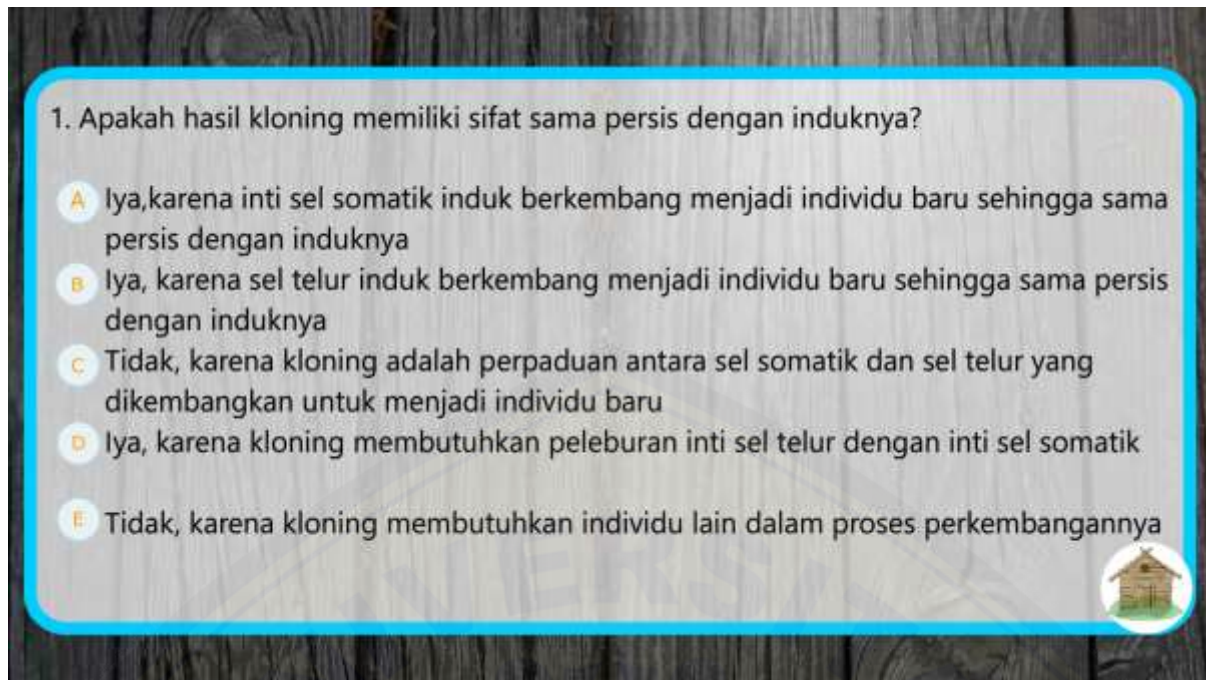 1. Apakah hasil kloning memiliki sifat sama persis dengan induknya?
A Iya,karena inti sel somatik induk berkembang menjadi individu baru sehingga sama
persis dengan induknya
B Iya, karena sel telur induk berkembang menjadi individu baru sehingga sama persis
dengan induknya
C Tidak, karena kloning adalah perpaduan antara sel somatik dan sel telur yang
dikembangkan untuk menjadi individu baru
D Iya, karena kloning membutuhkan peleburan inti sel telur dengan inti sel somatik
E Tidak, karena kloning membutuhkan individu lain dalam proses perkembangannya